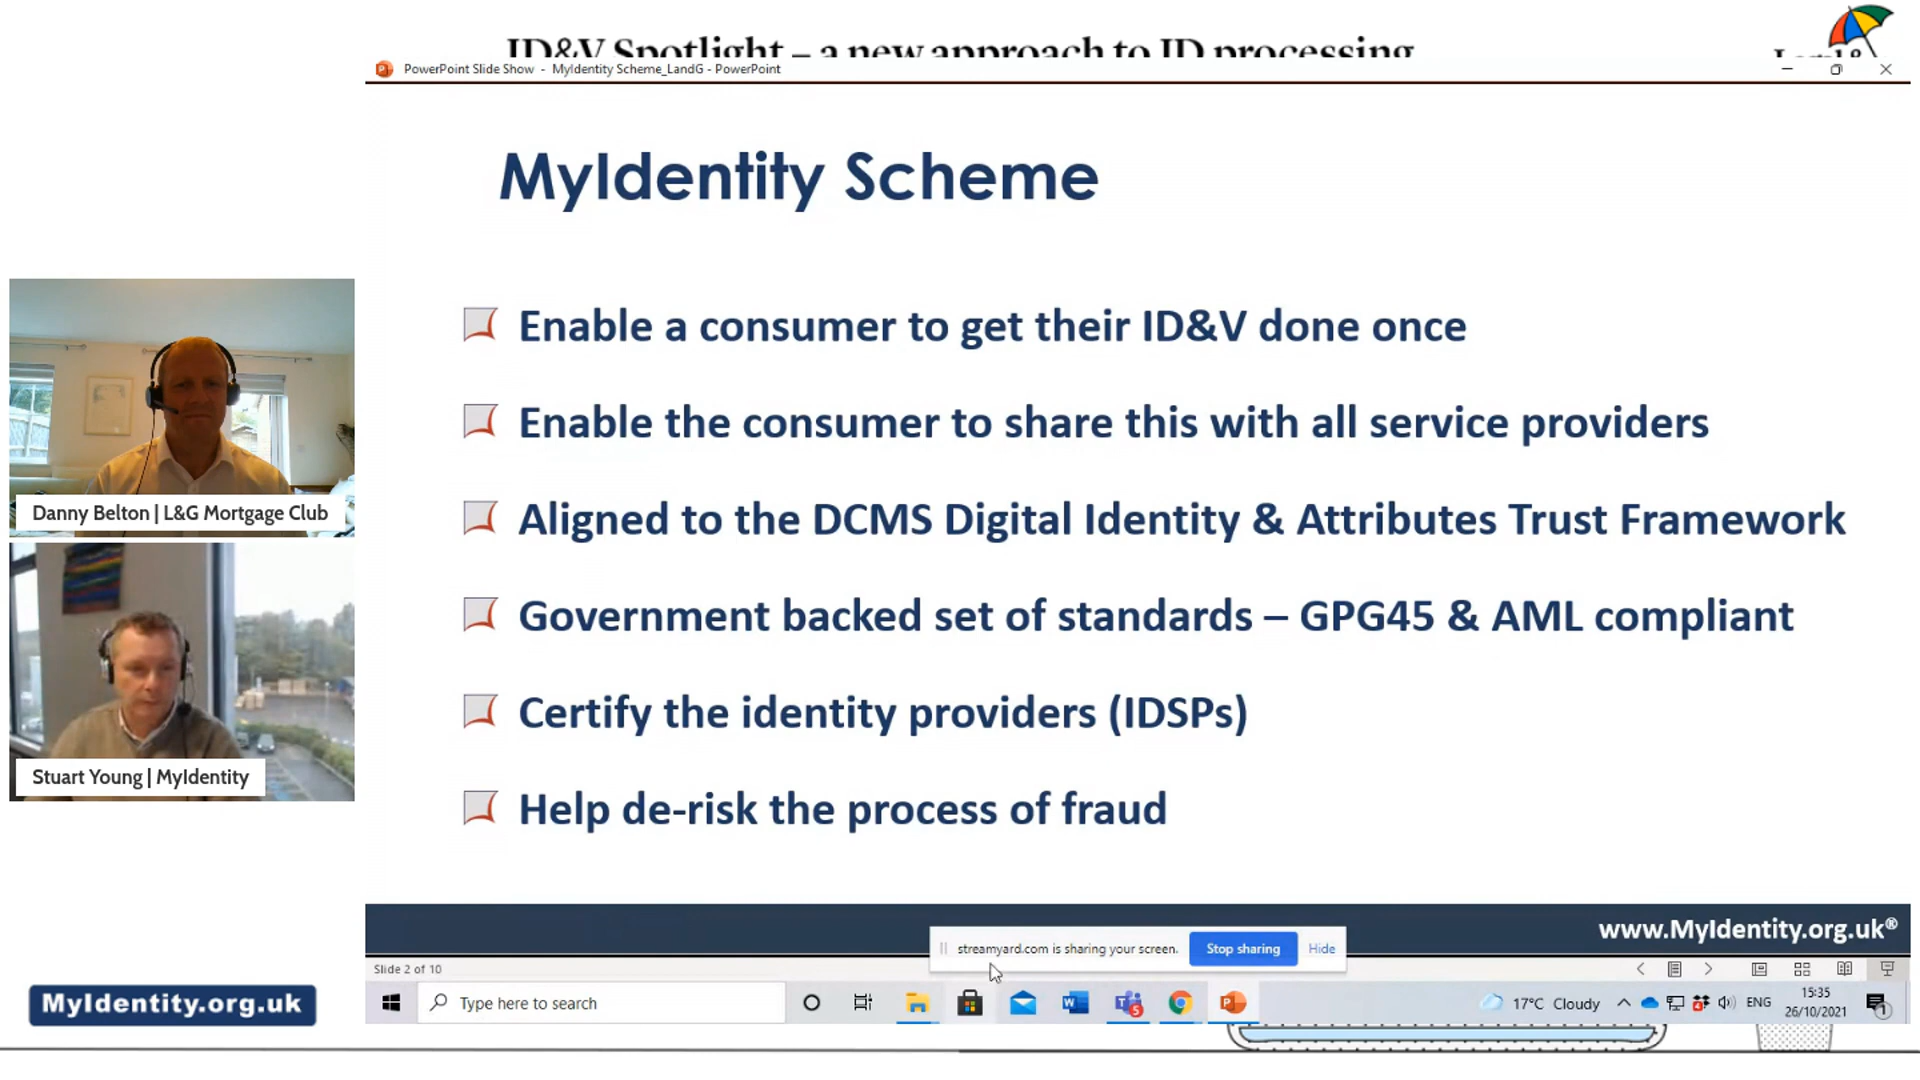 ID&V Spotlight – a new approach to ID processing
PowerPoint Slide Show - MyIdentity Scheme_LandG - PowerPoint
MyIdentity Scheme
Enable a consumer to get their ID&V done once
Enable the consumer to share this with all service providers
Aligned to the DCMS Digital Identity & Attributes Trust Framework
Government backed set of standards – GPG45 & AML compliant
Certify the identity providers (IDSPs)
Help de-risk the process of fraud
Danny Belton | L&G Mortgage Club
Stuart Young | MyIdentity
www.MyIdentity.org.uk®
streamyard.com is sharing your screen.
Stop sharing
Hide
Slide 2 of 10
MyIdentity.org.uk
Type here to search
17°C Cloudy
ENG
15:35
26/10/2021